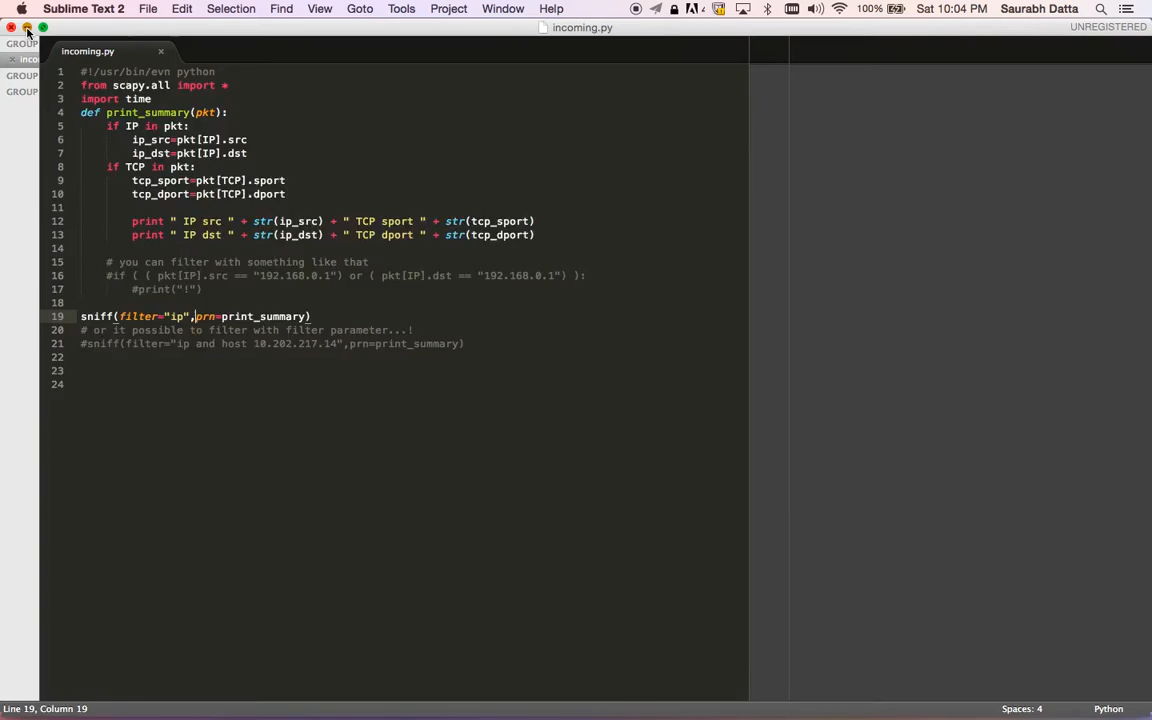 Sublime Text 2 File Edit Selection Find View Goto Tools Project Window Help 4 100% Sat 10:04 PM Saurabh Datta
incoming.py UNREGISTERED
GROUP
inco
GROUP
GROUP
incoming.py
1 #!/usr/bin/evn python
2 from scapy.all import *
3 import time
4 def print_summary(pkt):
5 if IP in pkt:
6 ip_src=pkt[IP].src
7 ip_dst=pkt[IP].dst
8 if TCP in pkt:
9 tcp_sport=pkt[TCP].sport
10 tcp_dport=pkt[TCP].dport
11
12 print " IP src " + str(ip_src) + " TCP sport " + str(tcp_sport)
13 print " IP dst " + str(ip_dst) + " TCP dport " + str(tcp_dport)
14
15 # you can filter with something like that
16 #if ( ( pkt[IP].src == "192.168.0.1") or ( pkt[IP].dst == "192.168.0.1") ):
17 #print("!")
18
19 sniff(filter="ip",prn=print_summary)
20 # or it possible to filter with filter parameter...!
21 #sniff(filter="ip and host 10.202.217.14",prn=print_summary)
22
23
24
Line 19, Column 19 Spaces: 4 Python